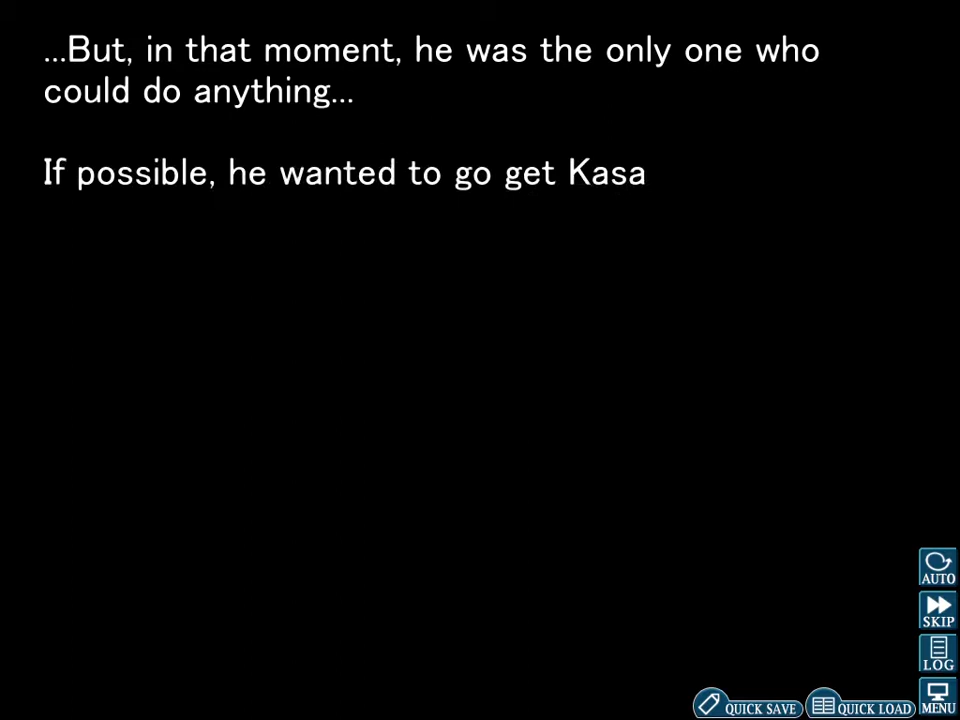 ...But, in that moment, he was the only one who
could do anything...
If possible, he wanted to go get Kasa
AUTO
SKIP
LOG
MENU
QUICK SAVE
QUICK LOAD